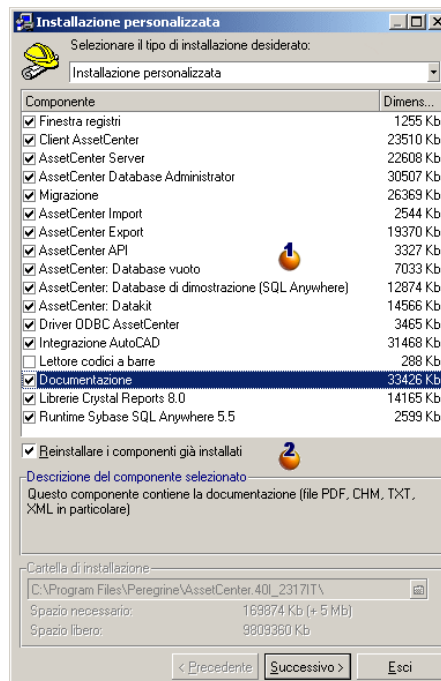 Installazione personalizzata
Selezionare il tipo di installazione desiderato:
Installazione personalizzata
Componente Dimens...
Finestra registri 1255 Kb
Client AssetCenter 23510 Kb
AssetCenter Server 22608 Kb
AssetCenter Database Administrator 30507 Kb
Migrazione 26369 Kb
AssetCenter Import 2544 Kb
AssetCenter Export 19370 Kb
AssetCenter API 3327 Kb
1
AssetCenter: Database vuoto 7033 Kb
AssetCenter: Database di dimostrazione (SQL Anywhere) 12874 Kb
AssetCenter: Datakit 14566 Kb
Driver ODBC AssetCenter 3465 Kb
Integrazione AutoCAD 31468 Kb
Lettore codici a barre 288 Kb
Documentazione 33426 Kb
Librerie Crystal Reports 8.0 14165 Kb
Runtime Sybase SQL Anywhere 5.5 2599 Kb
Reinstallare i componenti già installati 2
Descrizione del componente selezionato
Questo componente contiene la documentazione (file PDF, CHM, TXT,
XML in particolare)
Cartella di installazione
C:\Program Files\Peregrine\AssetCenter.40I_2317IT\
Spazio necessario: 169874 Kb (+ 5 Mb)
Spazio libero: 9809360 Kb
< Precedente Successivo > Esci